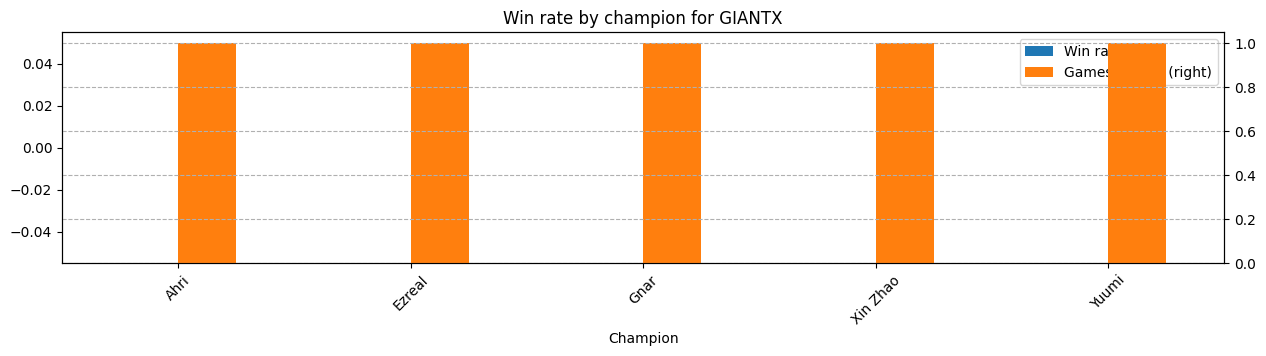 Win rate by champion for GIANTX
0.04
0.02
0.00
−0.02
−0.04
1.0
0.8
0.6
0.4
0.2
0.0
Win ra
Games (right)
Ahri
Ezreal
Gnar
Xin Zhao
Yuumi
Champion